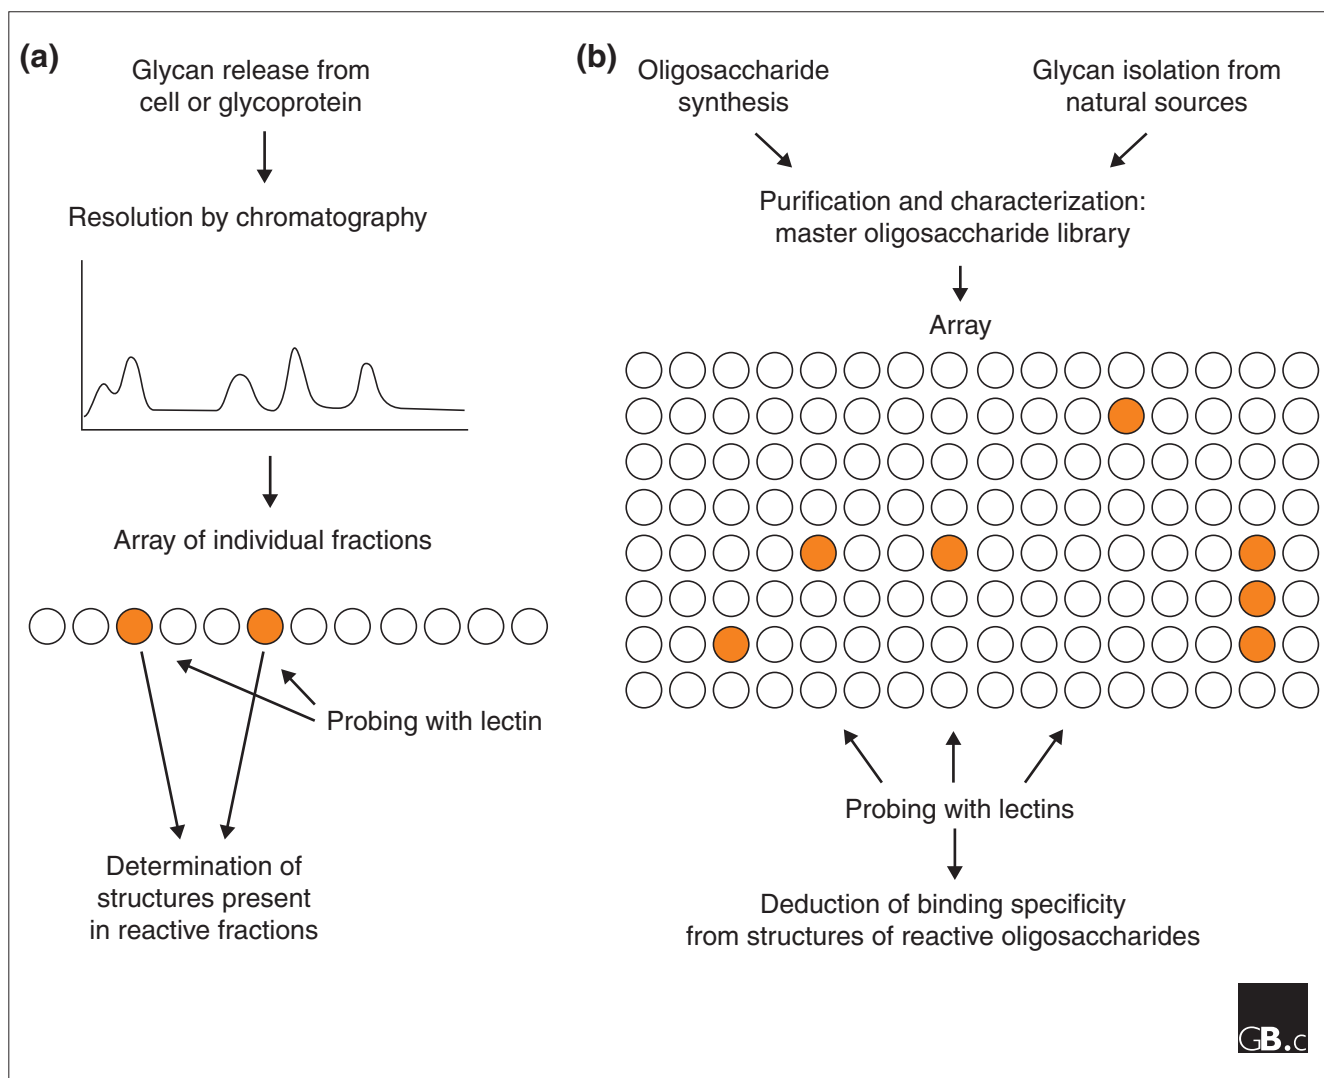 (a)
Glycan release from
cell or glycoprotein
Resolution by chromatography
Array of individual fractions
Probing with lectin
Determination of
structures present
in reactive fractions
(b)
Oligosaccharide
synthesis
Glycan isolation from
natural sources
Purification and characterization:
master oligosaccharide library
Array
Probing with lectins
Deduction of binding specificity
from structures of reactive oligosaccharides
GB.c